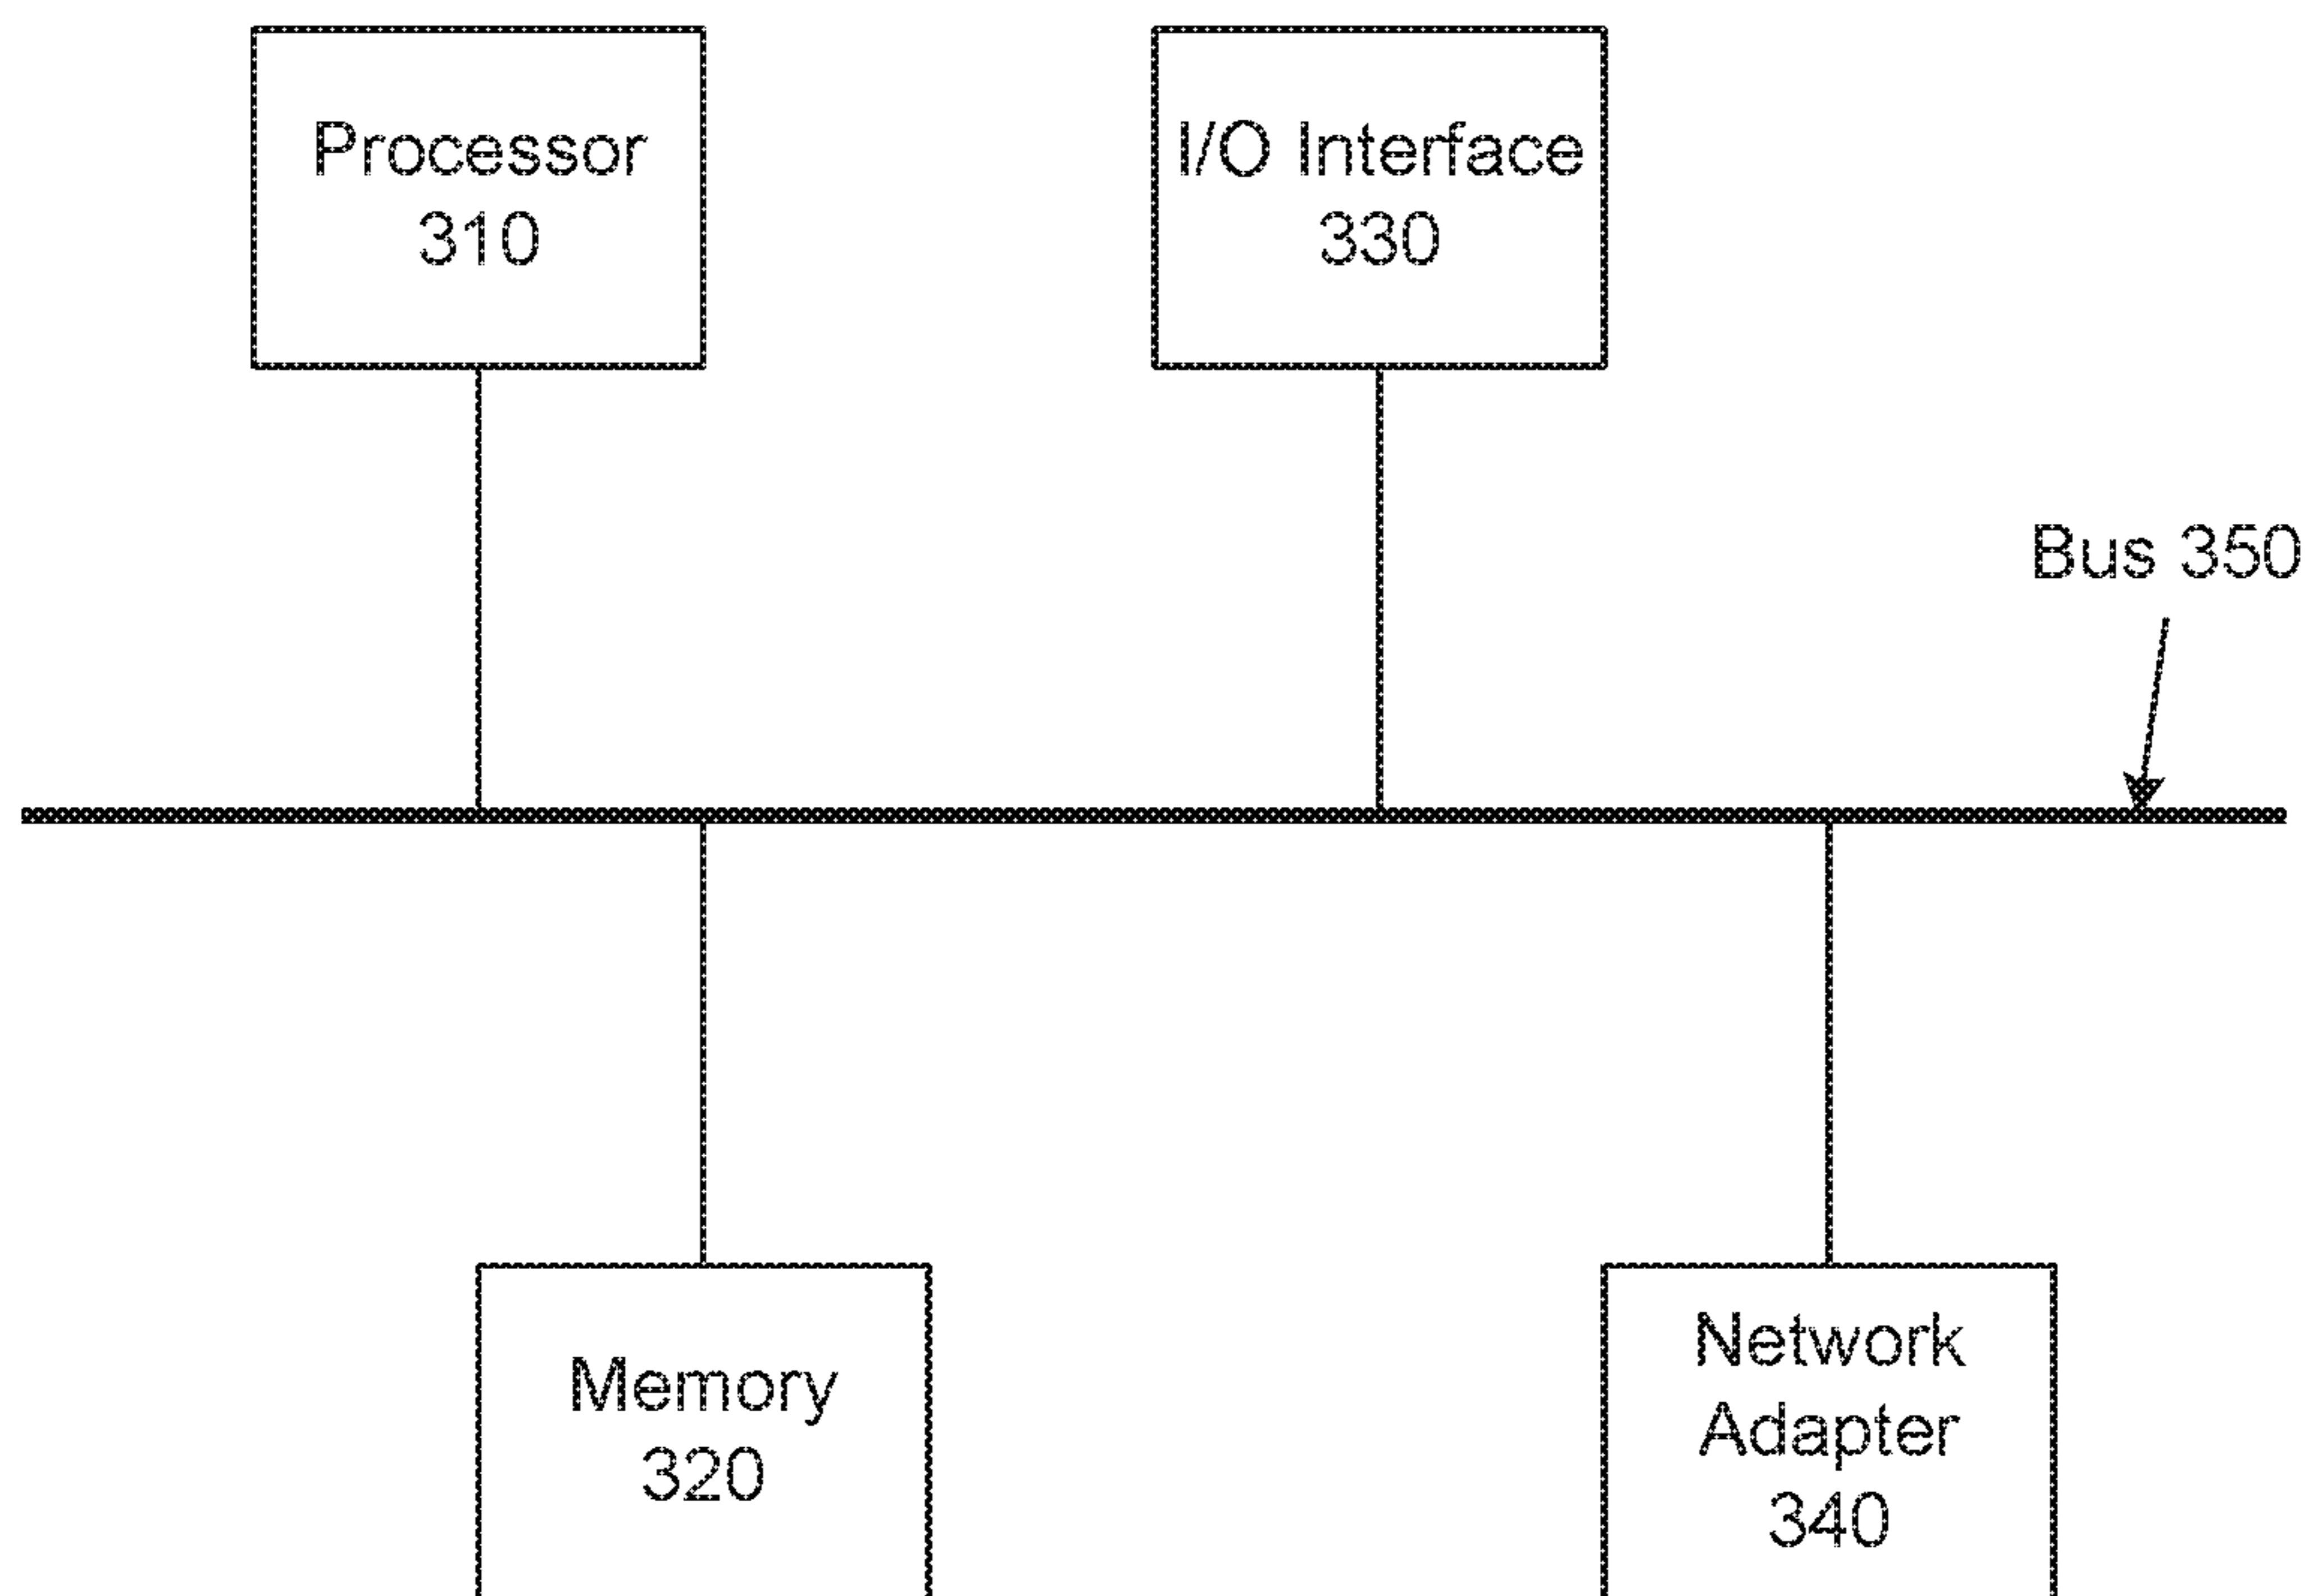 Processor
310
I/O Interface
330
Bus 350
Memory
320
Network
Adapter
340